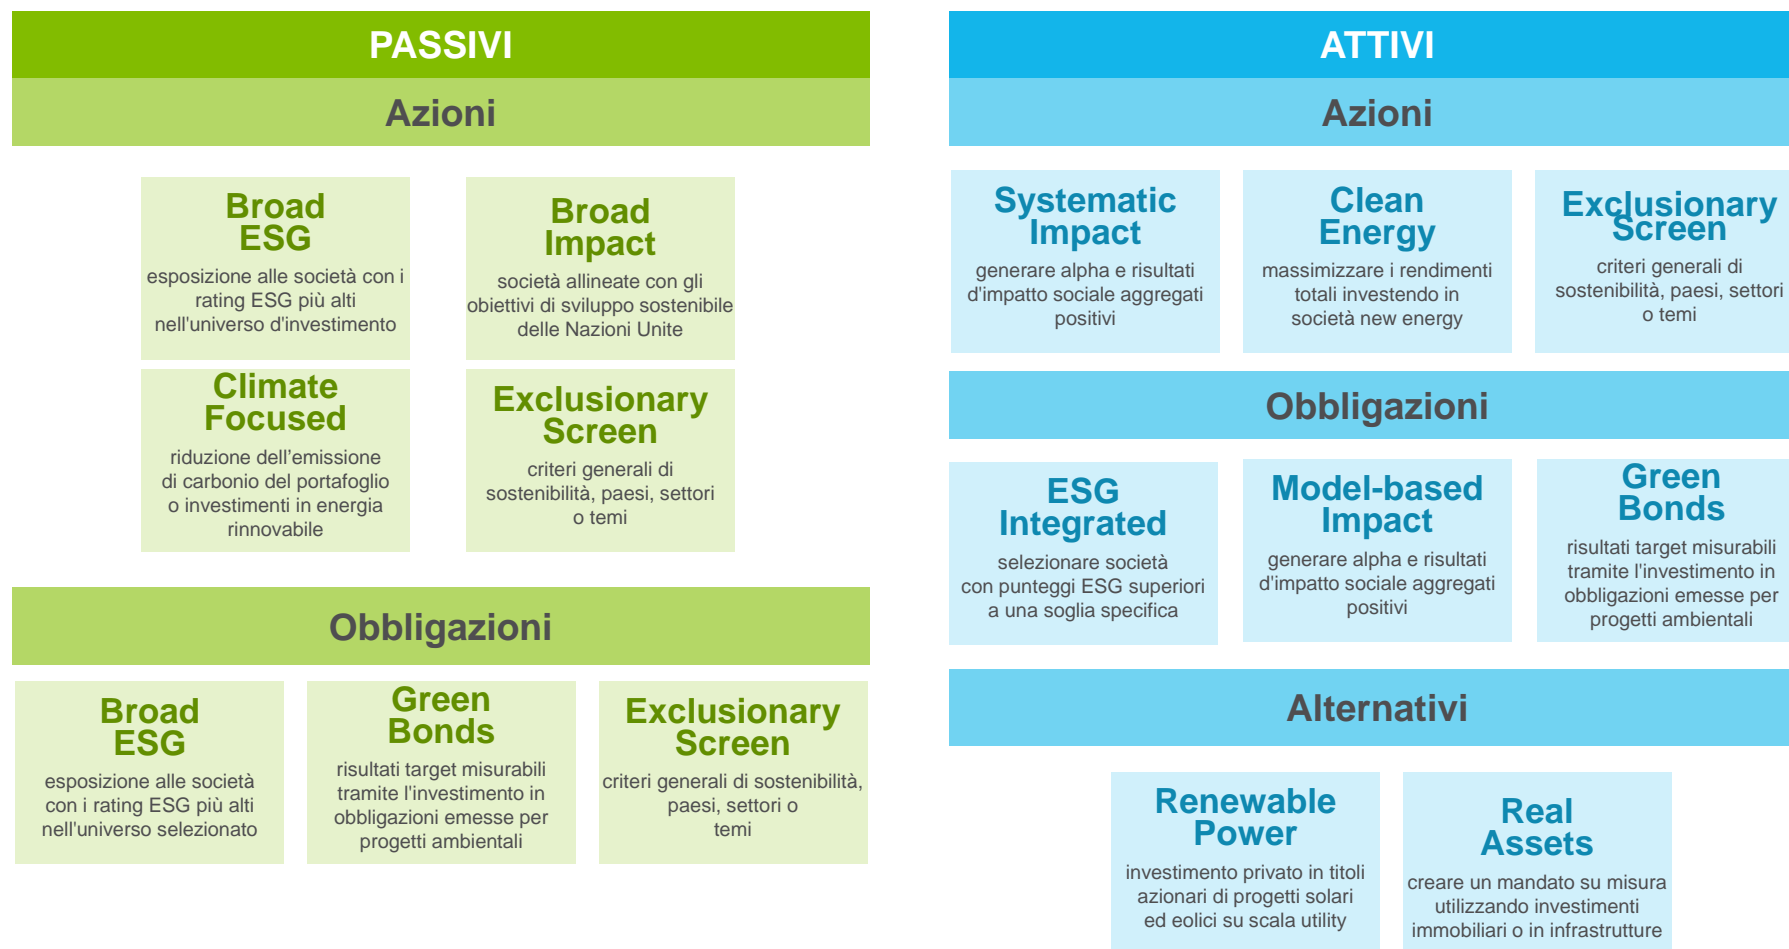 PASSIVI
Azioni
Broad
ESG
esposizione alle società con i
rating ESG più alti
nell'universo d'investimento
Broad
Impact
società allineate con gli
obiettivi di sviluppo sostenibile
delle Nazioni Unite
Climate
Focused
riduzione dell’emissione
di carbonio del portafoglio
o investimenti in energia
rinnovabile
Exclusionary
Screen
criteri generali di
sostenibilità, paesi, settori
o temi
Obbligazioni
Broad
ESG
esposizione alle società
con i rating ESG più alti
nell'universo selezionato
Green
Bonds
risultati target misurabili
tramite l'investimento in
obbligazioni emesse per
progetti ambientali
Exclusionary
Screen
criteri generali di sostenibilità,
paesi, settori o
temi
ATTIVI
Azioni
Systematic
Impact
generare alpha e risultati
d'impatto sociale aggregati
positivi
Clean
Energy
massimizzare i rendimenti
totali investendo in
società new energy
Exclusionary
Screen
criteri generali di
sostenibilità, paesi, settori
o temi
Obbligazioni
ESG
Integrated
selezionare società
con punteggi ESG superiori
a una soglia specifica
Model-based
Impact
generare alpha e risultati
d'impatto sociale aggregati
positivi
Green
Bonds
risultati target misurabili
tramite l'investimento in
obbligazioni emesse per
progetti ambientali
Alternativi
Renewable
Power
investimento privato in titoli
azionari di progetti solari
ed eolici su scala utility
Real
Assets
creare un mandato su misura
utilizzando investimenti
immobiliari o in infrastrutture